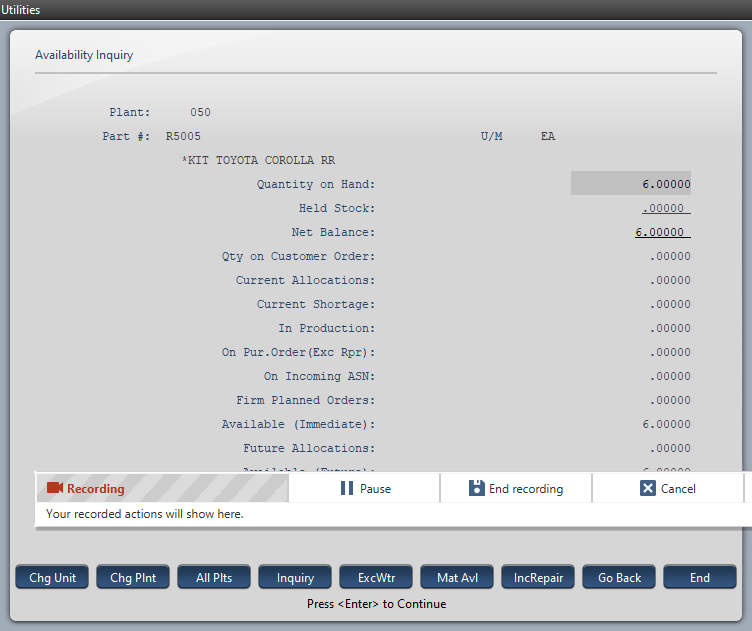 Utilities
Availability Inquiry
Plant: 050
Part #: R5005 U/M EA
*KIT TOYOTA COROLLA RR
Quantity on Hand: 6.00000
Held Stock: .00000
Net Balance: 6.00000
Qty on Customer Order: .00000
Current Allocations: .00000
Current Shortage: .00000
In Production: .00000
On Pur.Order(Exc Rpr): .00000
On Incoming ASN: .00000
Firm Planned Orders: .00000
Available (Immediate): 6.00000
Future Allocations: .00000
Available (Future): 6.00000
Recording Pause End recording Cancel
Your recorded actions will show here.
Chg Unit Chg Plnt All Plts Inquiry ExcWtr Mat Avl IncRepair Go Back End
Press <Enter> to Continue